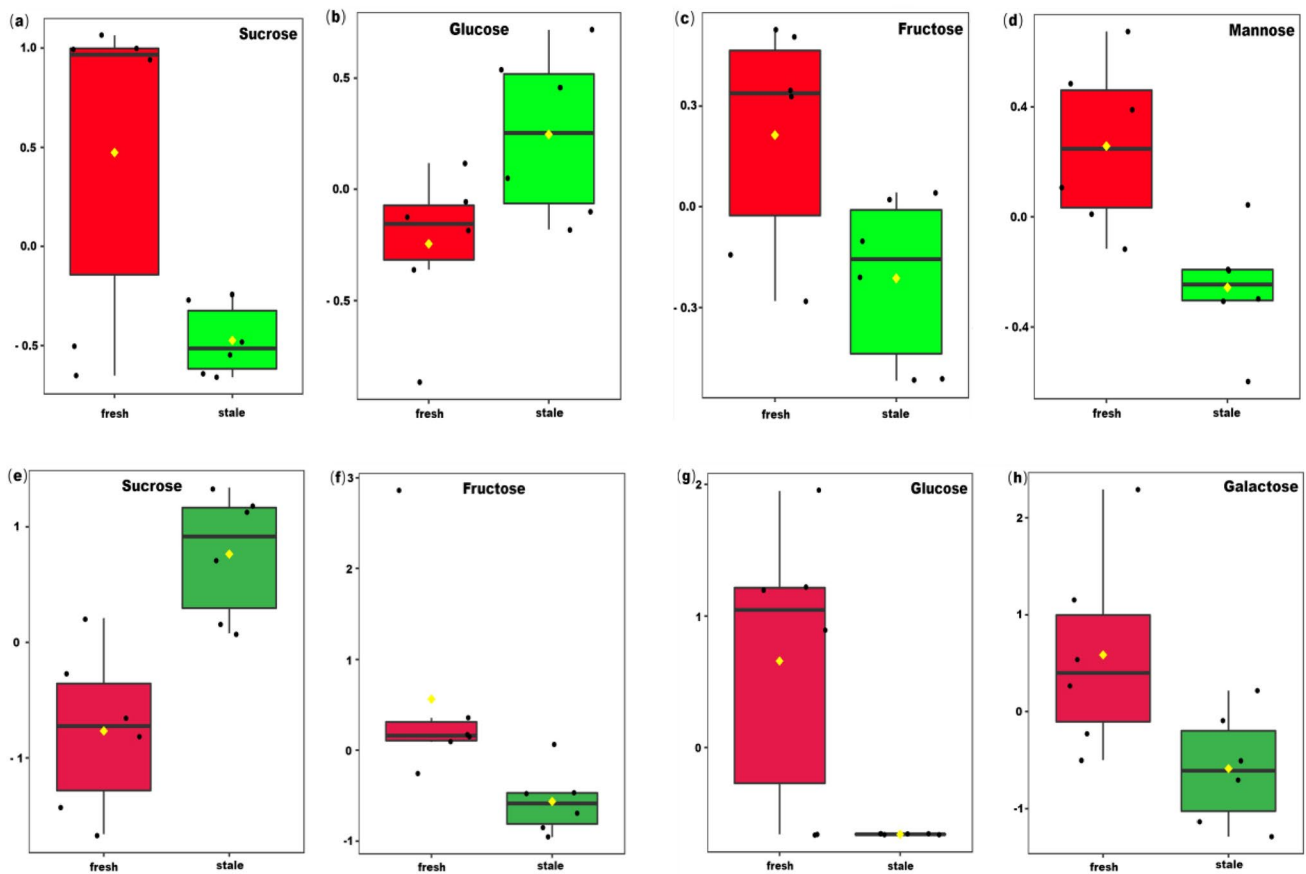 (a)
Sucrose
1.0
0.5
0.0
- 0.5
fresh
stale
(b)
Glucose
0.5
0.0
- 0.5
fresh
stale
(c)
Fructose
0.3
0.0
- 0.3
fresh
stale
(d)
Mannose
0.4
0.0
- 0.4
fresh
stale
(e)
Sucrose
1
0
- 1
fresh
stale
(f)
Fructose
3
2
1
0
-1
fresh
stale
(g)
Glucose
2
1
0
fresh
stale
(h)
Galactose
2
1
0
-1
fresh
stale